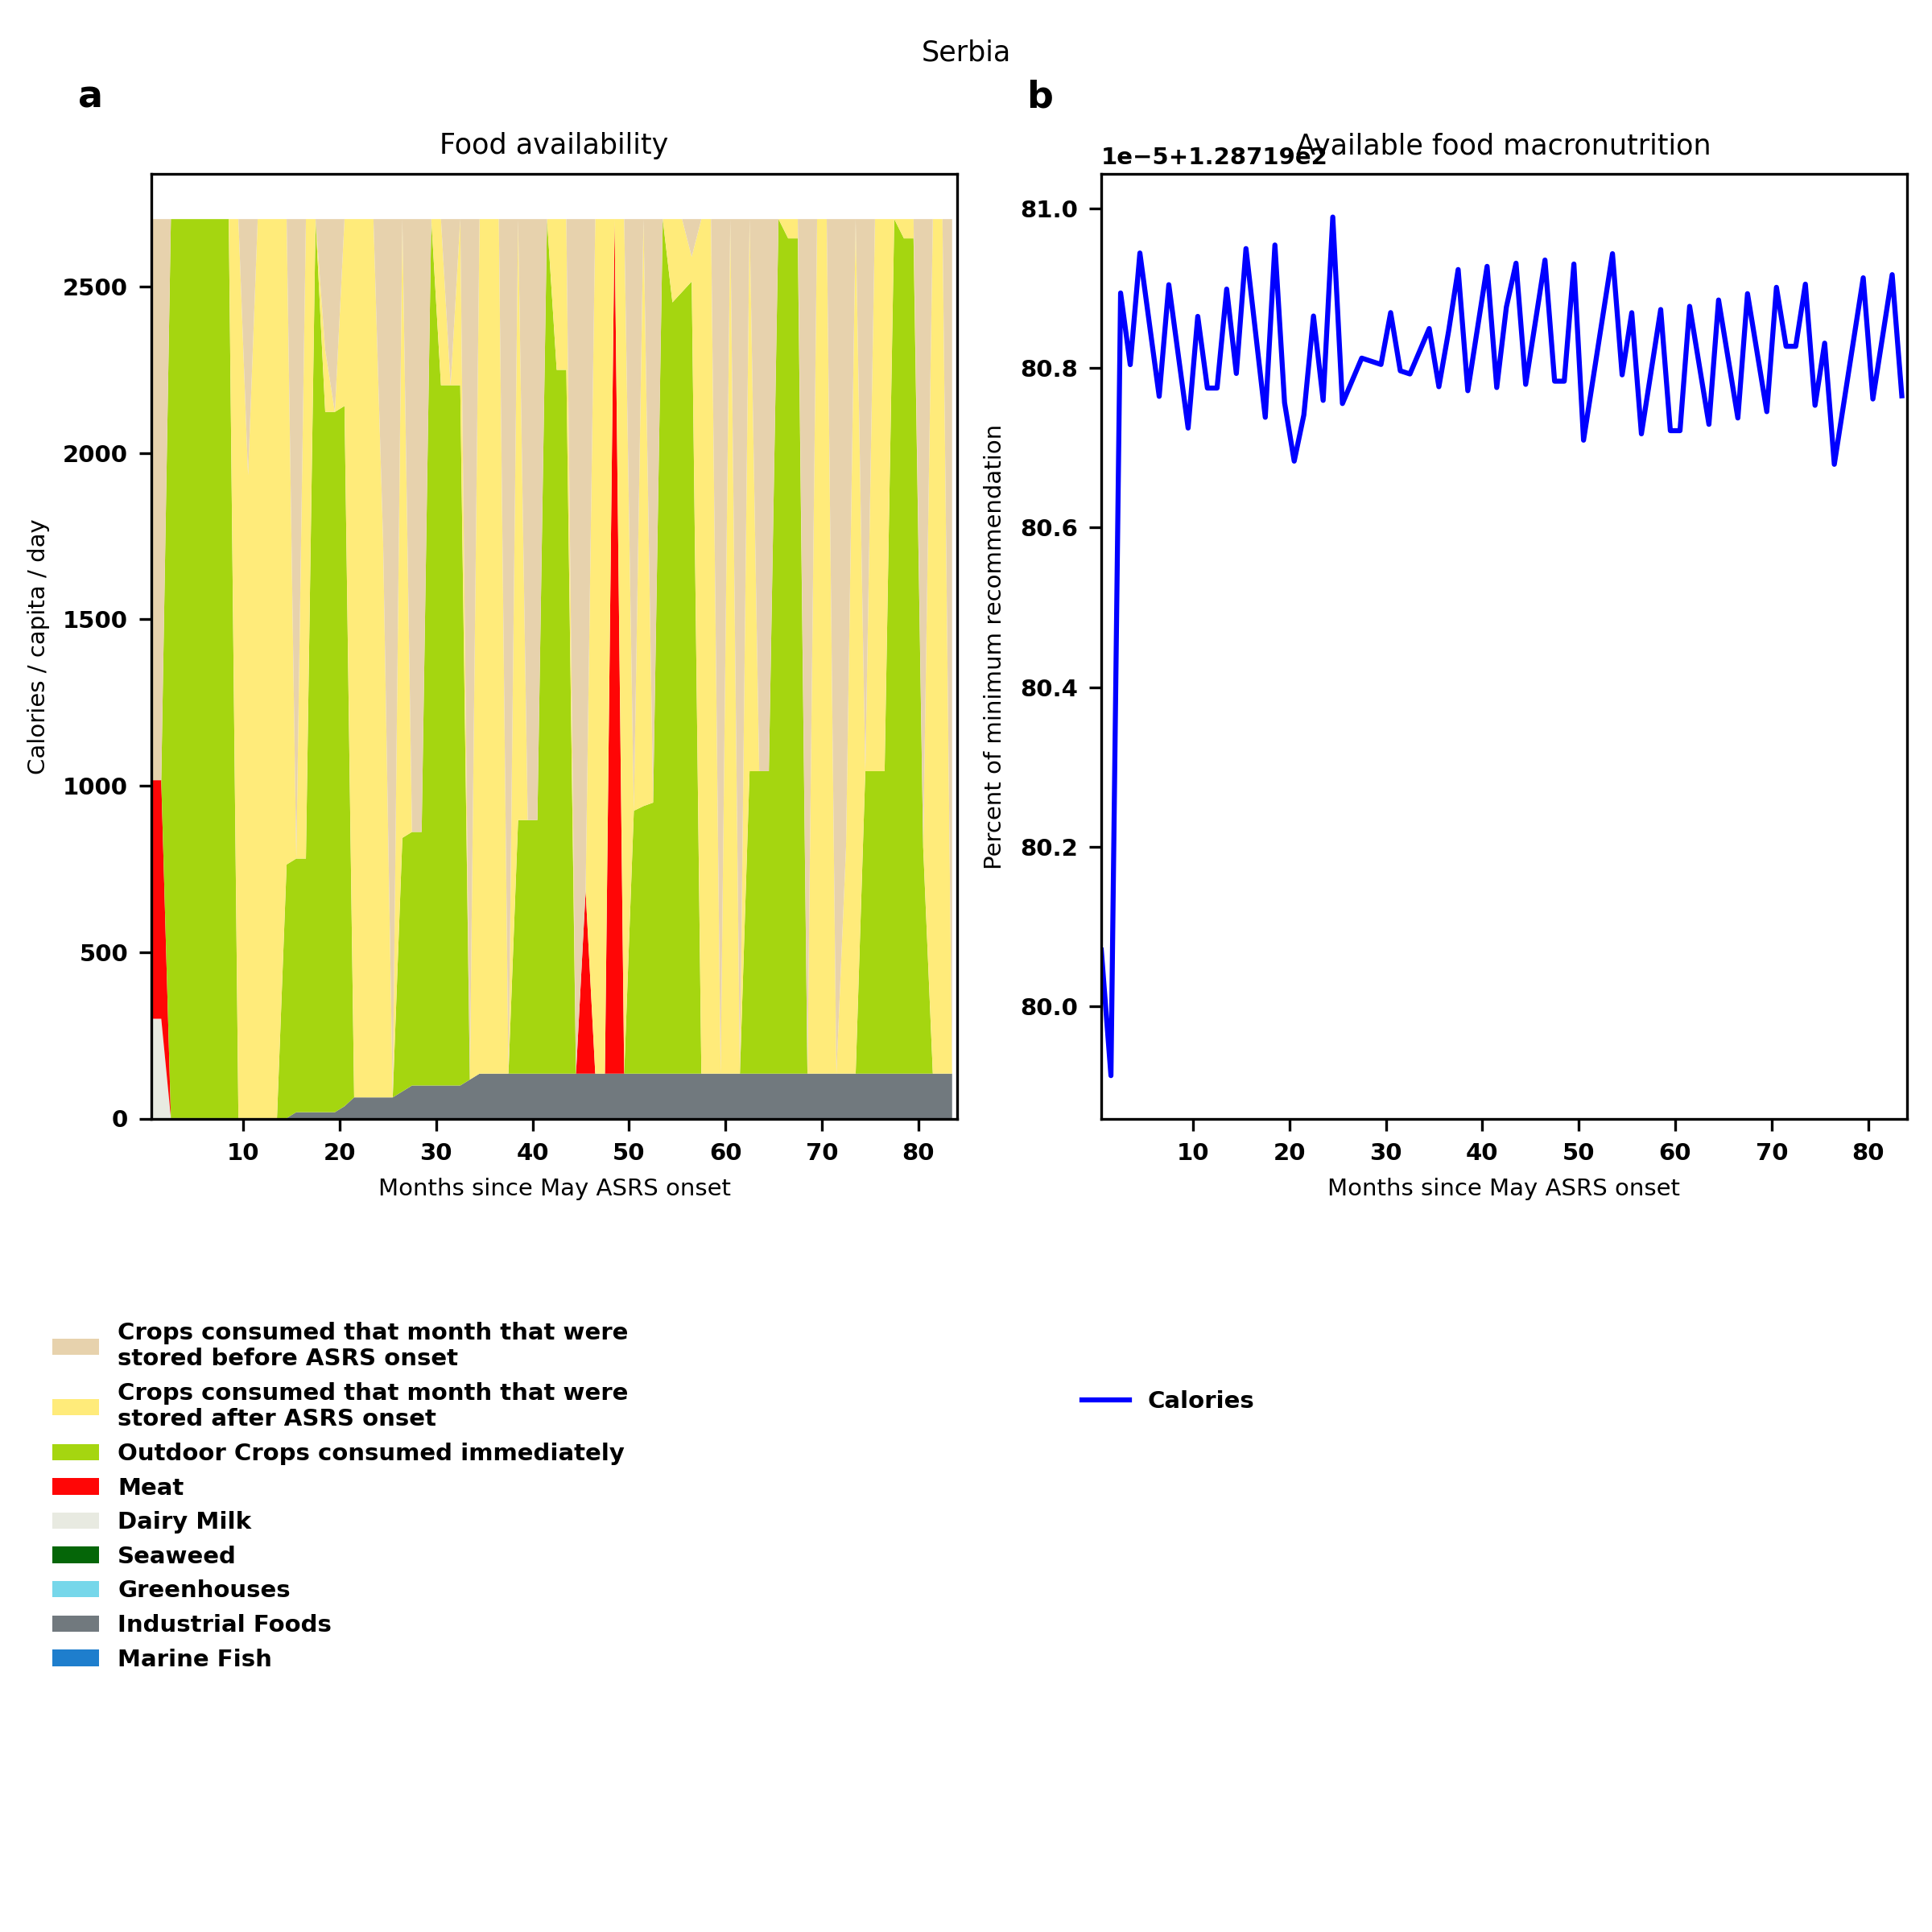 Serbia
a
Food availability
Calories / capita / day
2500
2000
1500
1000
500
0
10 20 30 40 50 60 70 80
Months since May ASRS onset
b
Available food macronutrition
1e−5+1.28719e2
Percent of minimum recommendation
81.0
80.8
80.6
80.4
80.2
80.0
10 20 30 40 50 60 70 80
Months since May ASRS onset
Crops consumed that month that were
stored before ASRS onset
Crops consumed that month that were
stored after ASRS onset
Outdoor Crops consumed immediately
Meat
Dairy Milk
Seaweed
Greenhouses
Industrial Foods
Marine Fish
Calories